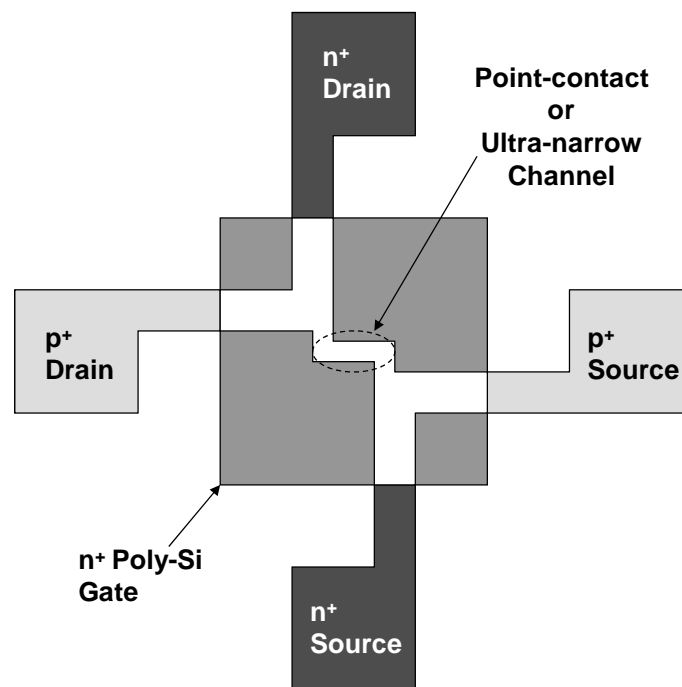 n+
Drain
Point-contact
or
Ultra-narrow
Channel
p+
Drain
p+
Source
n+ Poly-Si
Gate
n+
Source